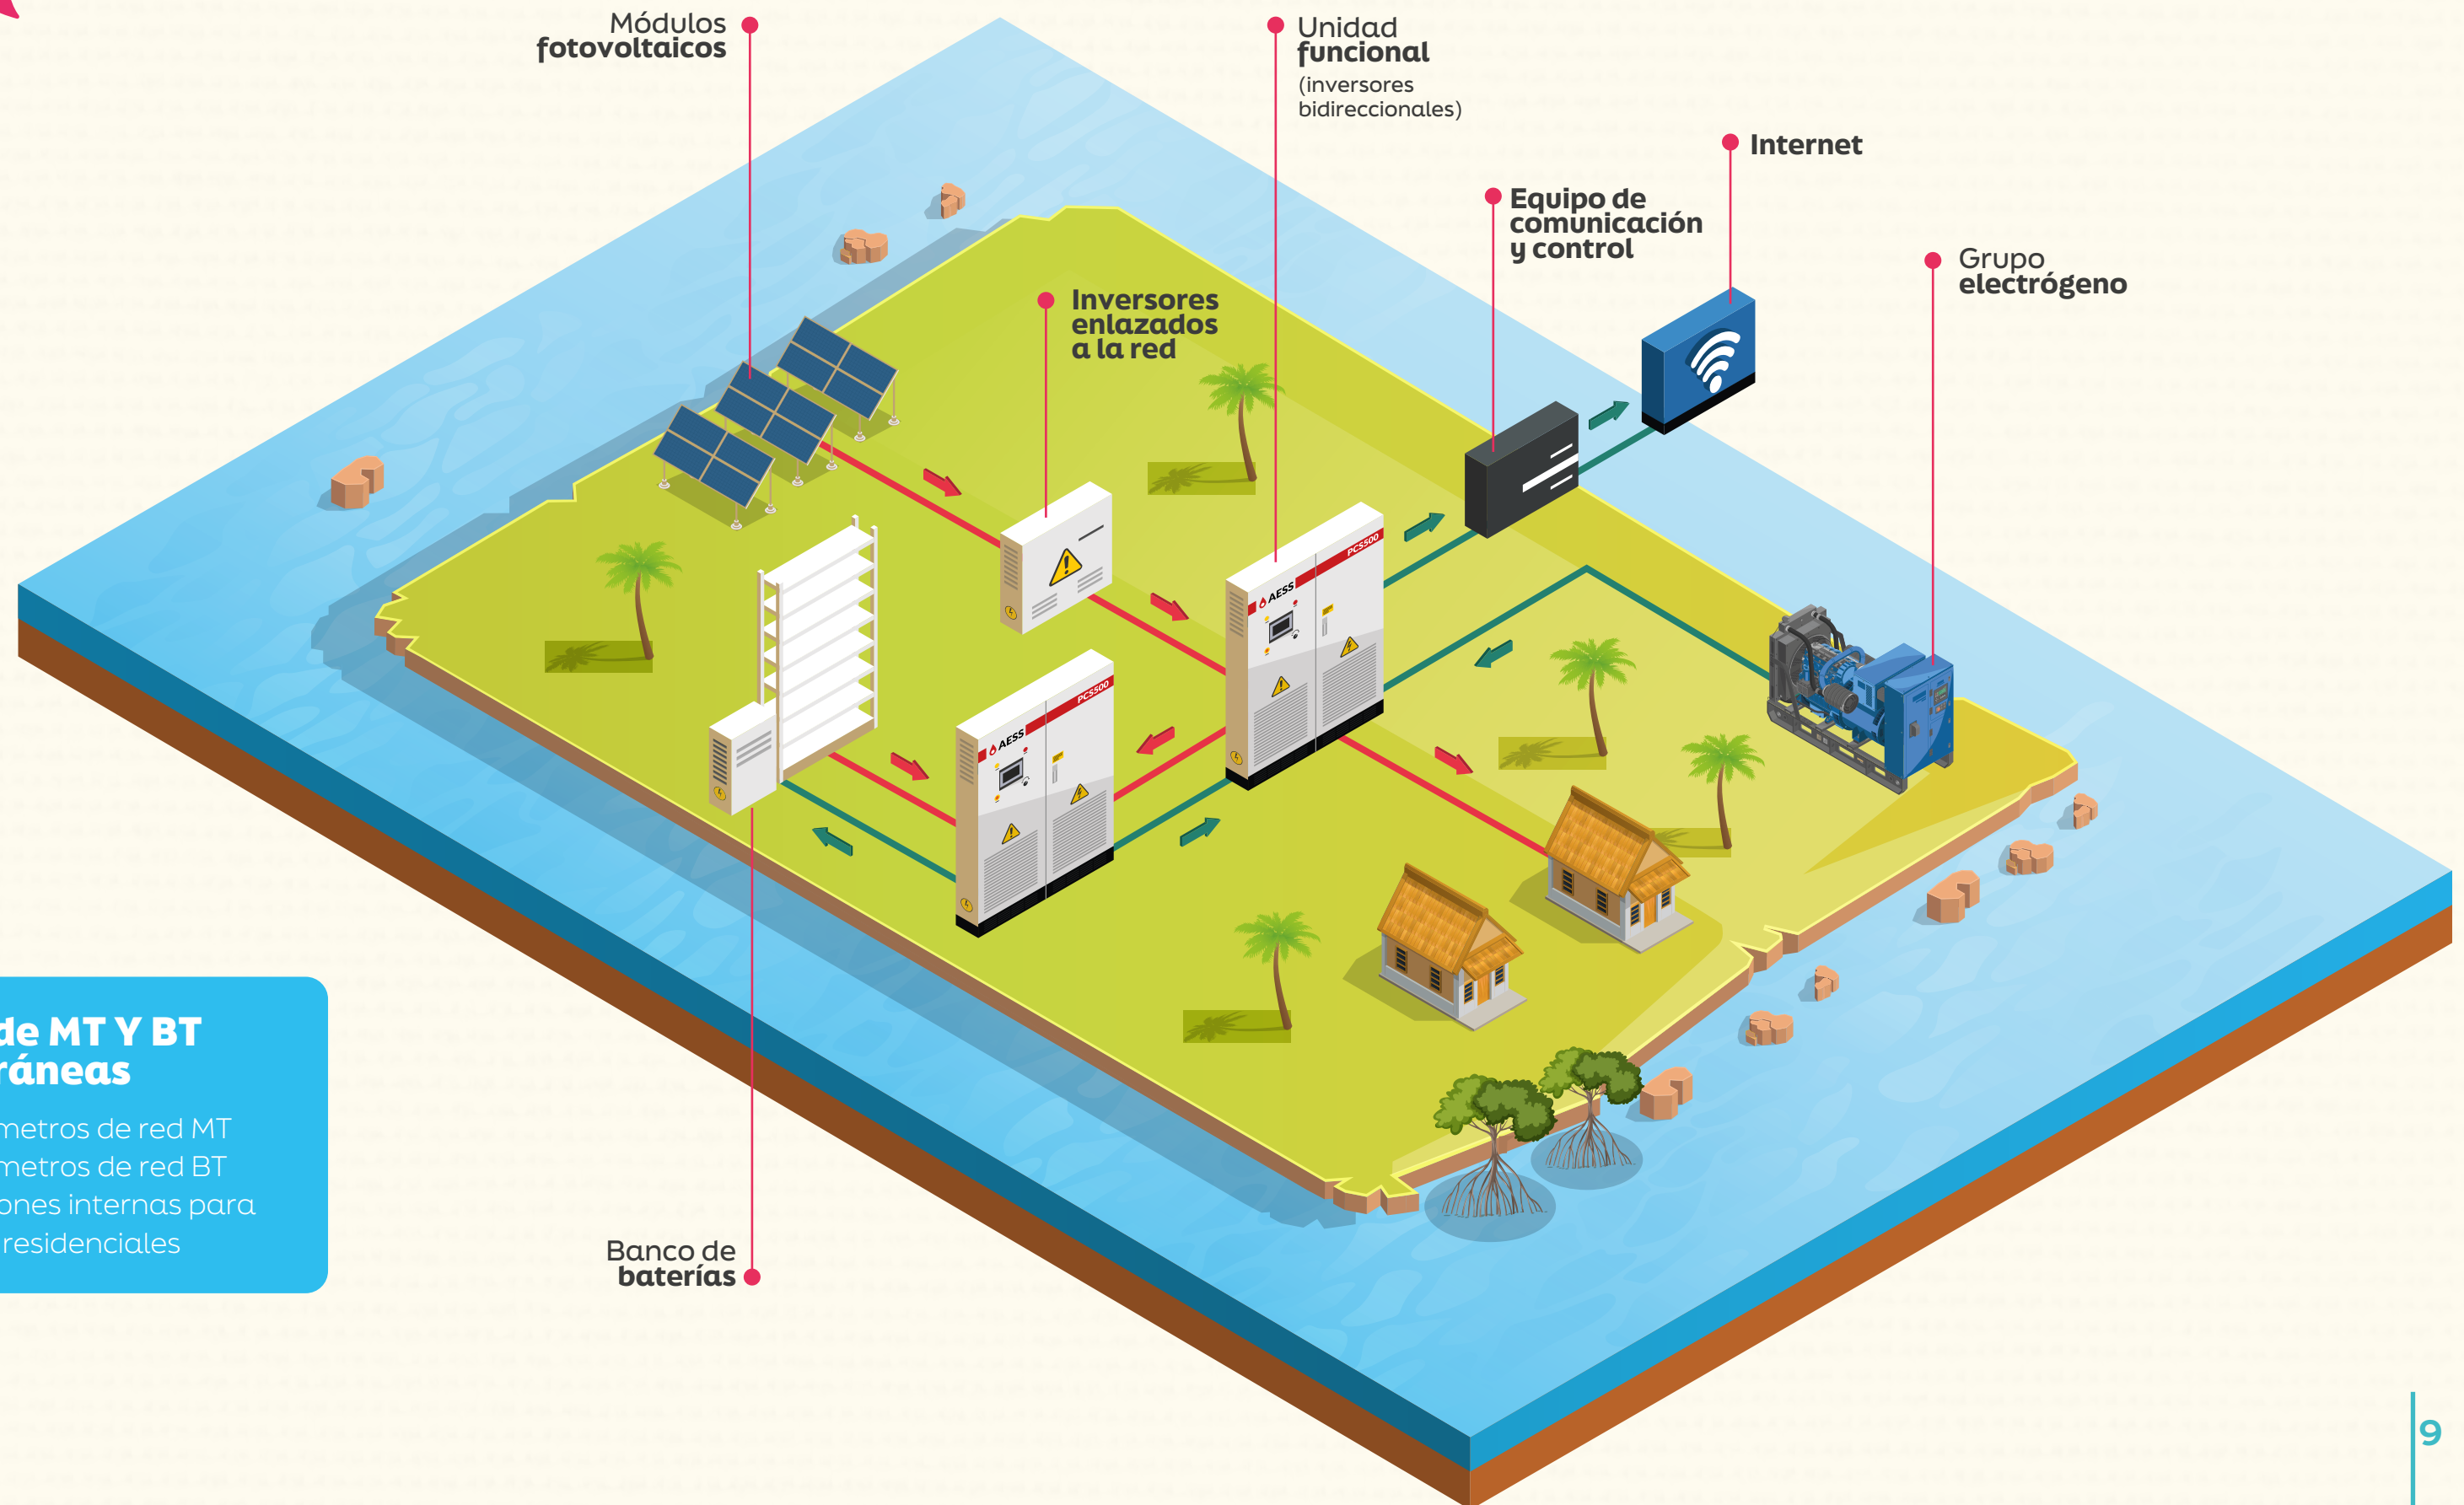 Módulos
fotovoltaicos
Unidad
funcional
(inversores
bidireccionales)
Internet
Equipo de
comunicación
y control
Grupo
electrógeno
Inversores
enlazados
a la red
AESS
PCS500
AESS
PCS500
de MT Y BT
ráneas
metros de red MT
metros de red BT
ones internas para
residenciales
Banco de
baterías
9